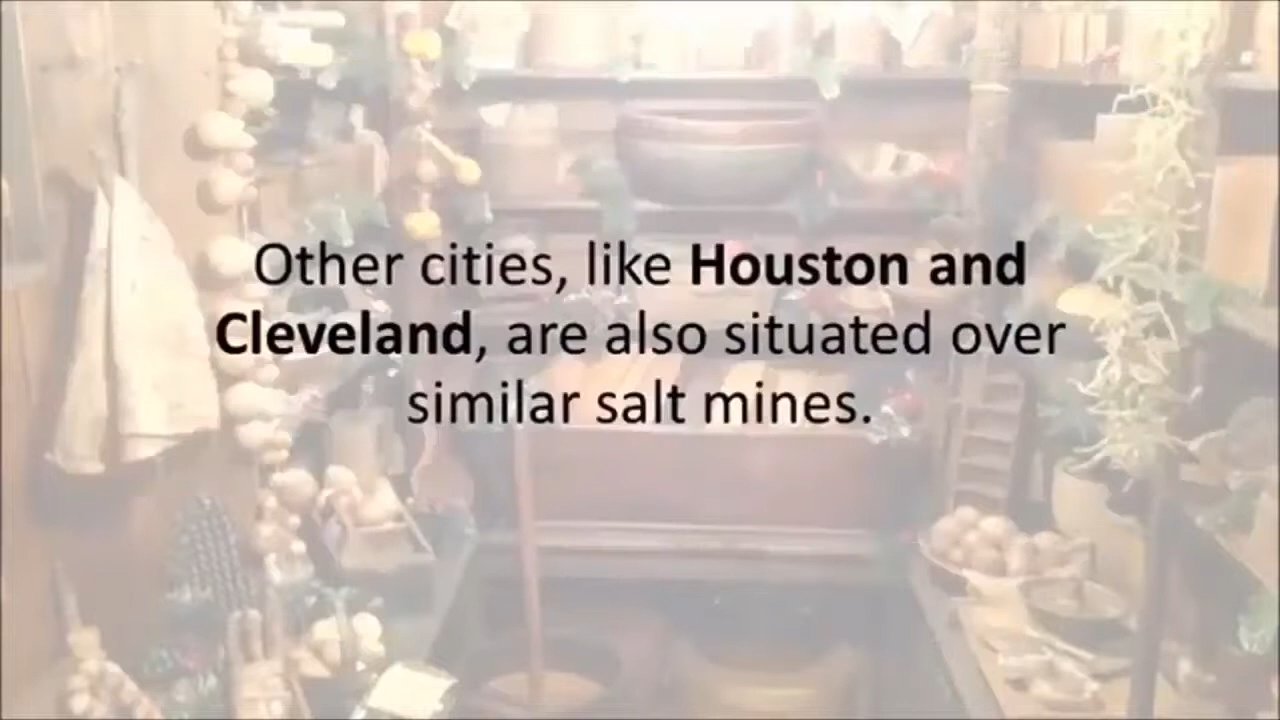 Other cities, like Houston and
Cleveland, are also situated over
similar salt mines.